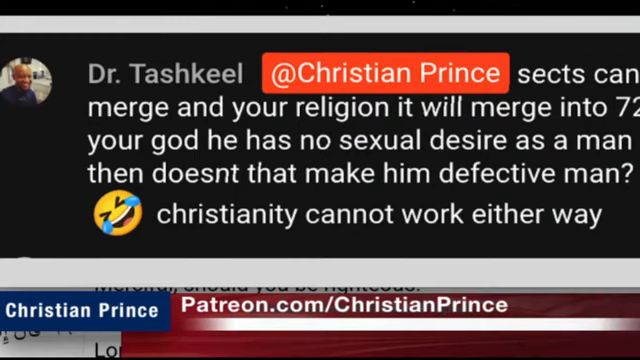 Dr. Tashkeel @Christian Prince sects can
merge and your religion it will merge into 72
your god he has no sexual desire as a man
then doesnt that make him defective man?
🤣 christianity cannot work either way
Merciful, should you be righteous.
Christian Prince Patreon.com/ChristianPrince